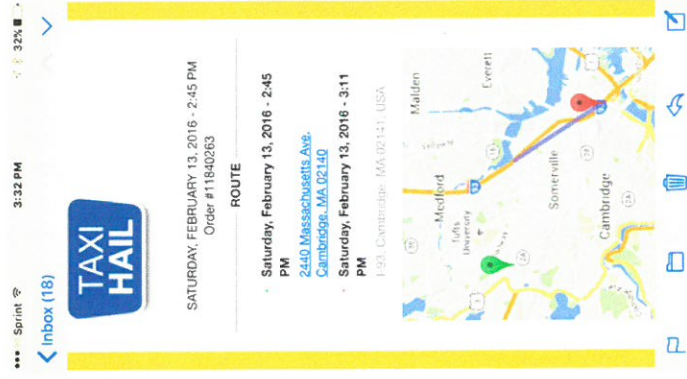 Sprint
3:32 PM
32%
Inbox (18)
TAXI
HAIL
SATURDAY, FEBRUARY 13, 2016 - 2:45 PM
Order #11840263
ROUTE
Saturday, February 13, 2016 - 2:45
PM
2440 Massachusetts Ave,
Cambridge, MA 02140
Saturday, February 13, 2016 - 3:11
PM
I-93, Cambridge, MA 02141, USA
Malden
Everett
Medford
Tufts
University
Somerville
Cambridge